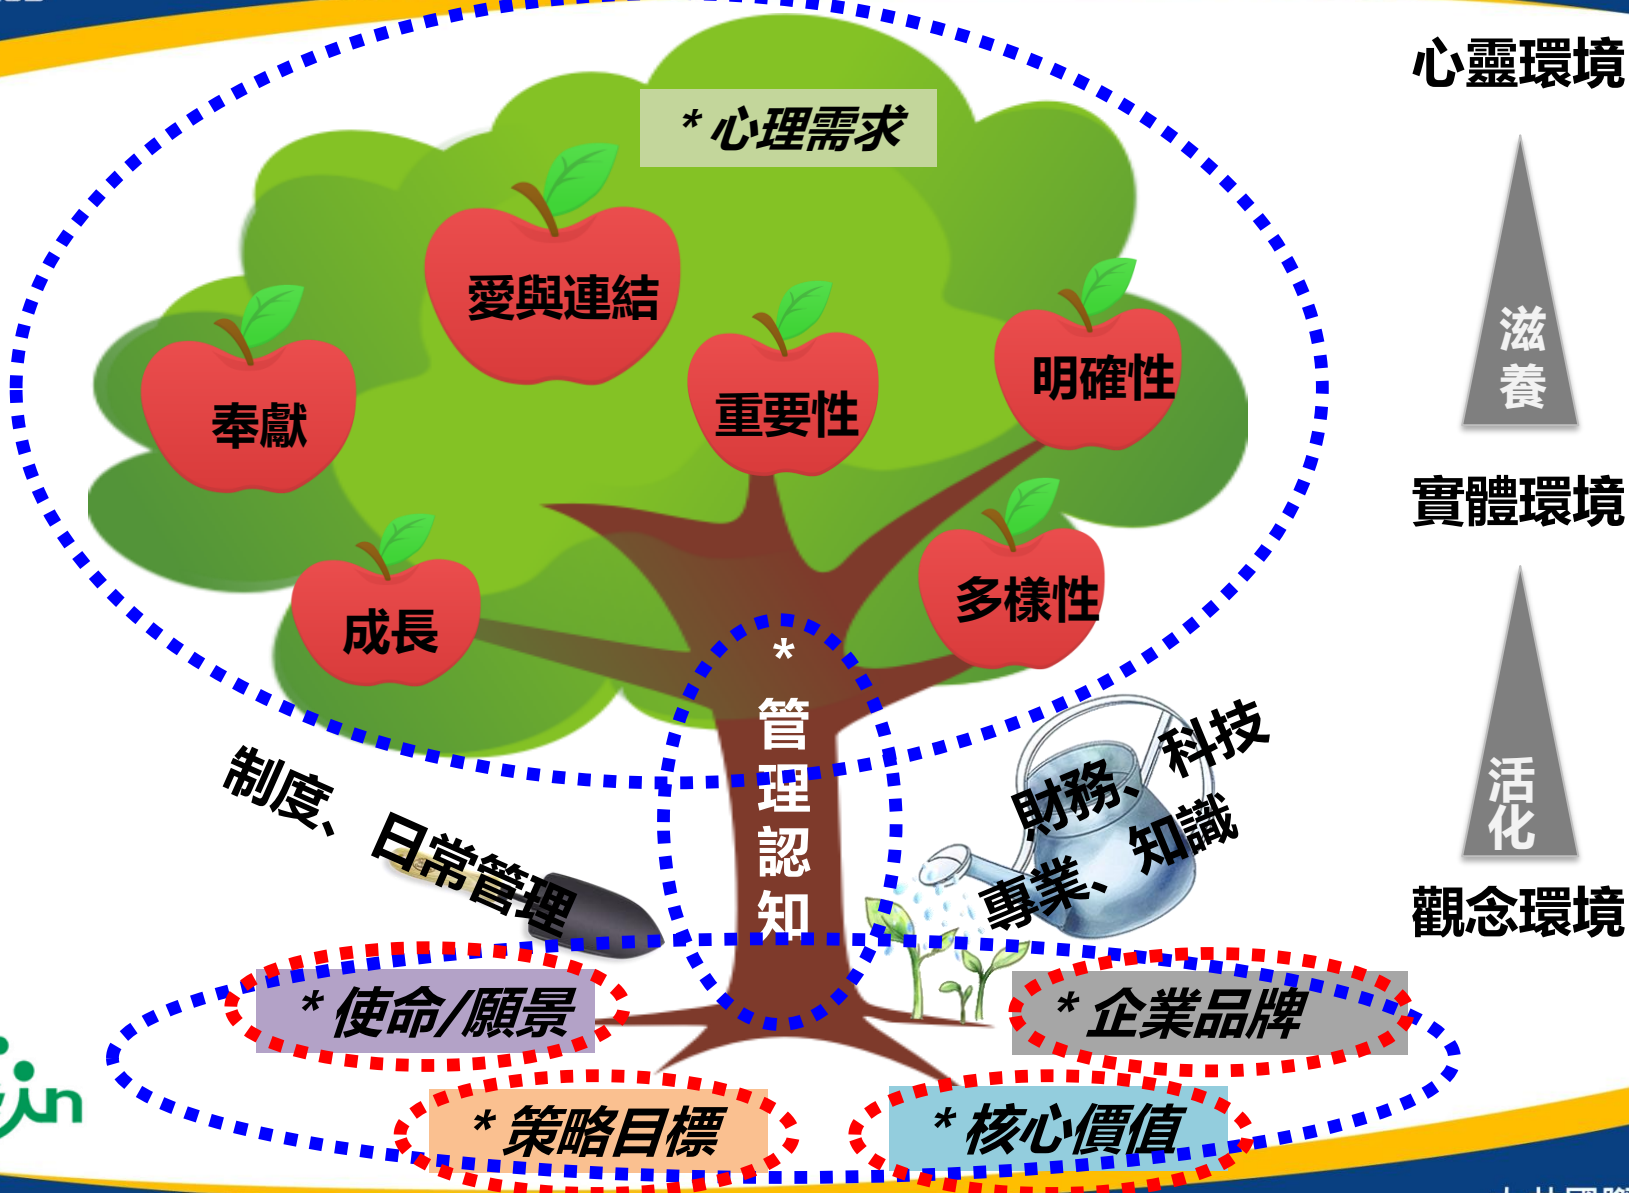 心靈環境
* 心理需求
愛與連結
奉獻
重要性
明確性
成長
多樣性
滋養
實體環境
* 管理認知
制度、日常管理
財務、科技
專業、知識
活化
觀念環境
* 使命/願景
* 企業品牌
* 策略目標
* 核心價值